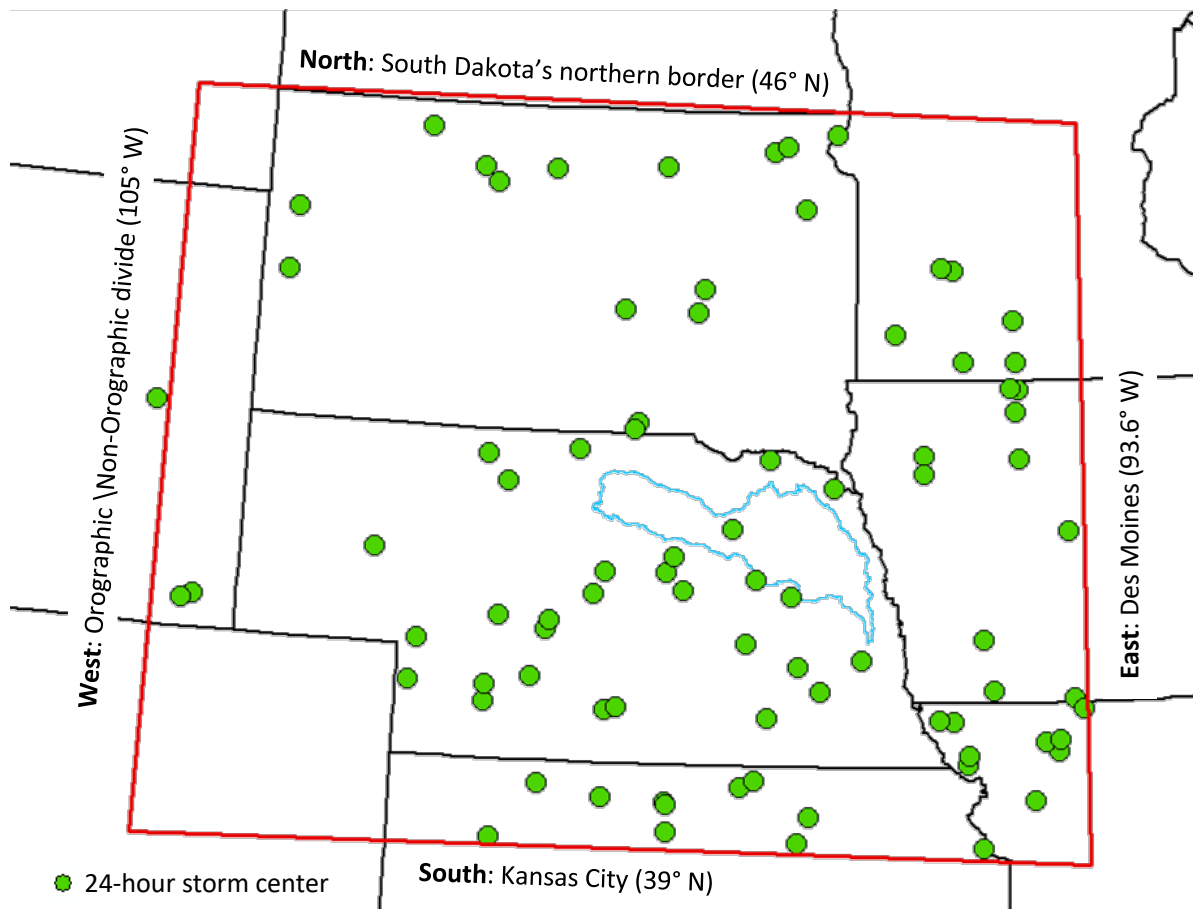 North: South Dakota’s northern border (46° N)
West: Orographic \Non-Orographic divide (105° W)
East: Des Moines (93.6° W)
South: Kansas City (39° N)
24-hour storm center